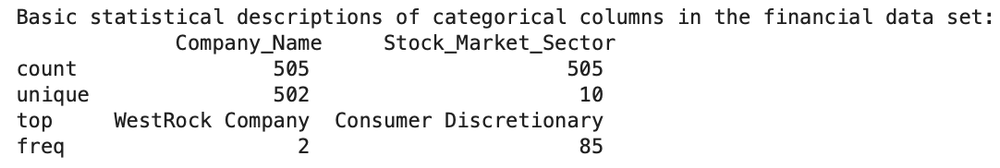 Basic statistical descriptions of categorical columns in the financial data set:
Company_Name Stock_Market_Sector
count 505 505
unique 502 10
top WestRock Company Consumer Discretionary
freq 2 85